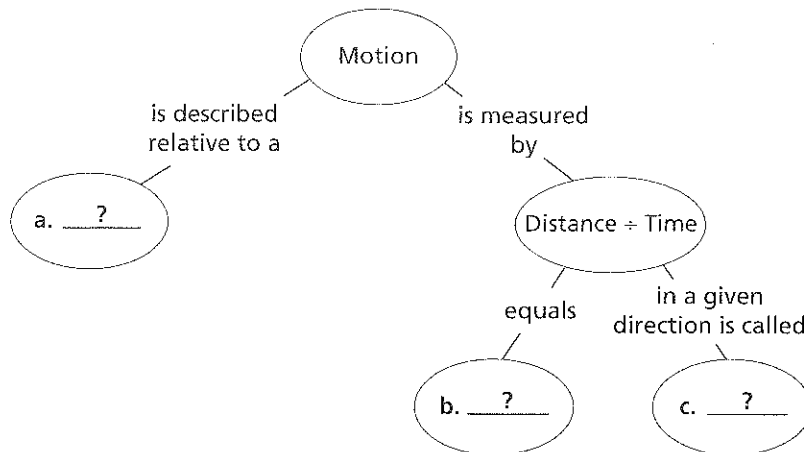 Motion
is described
relative to a
is measured
by
a. ?
Distance ÷ Time
equals
in a given
direction is called
b. ?
c. ?